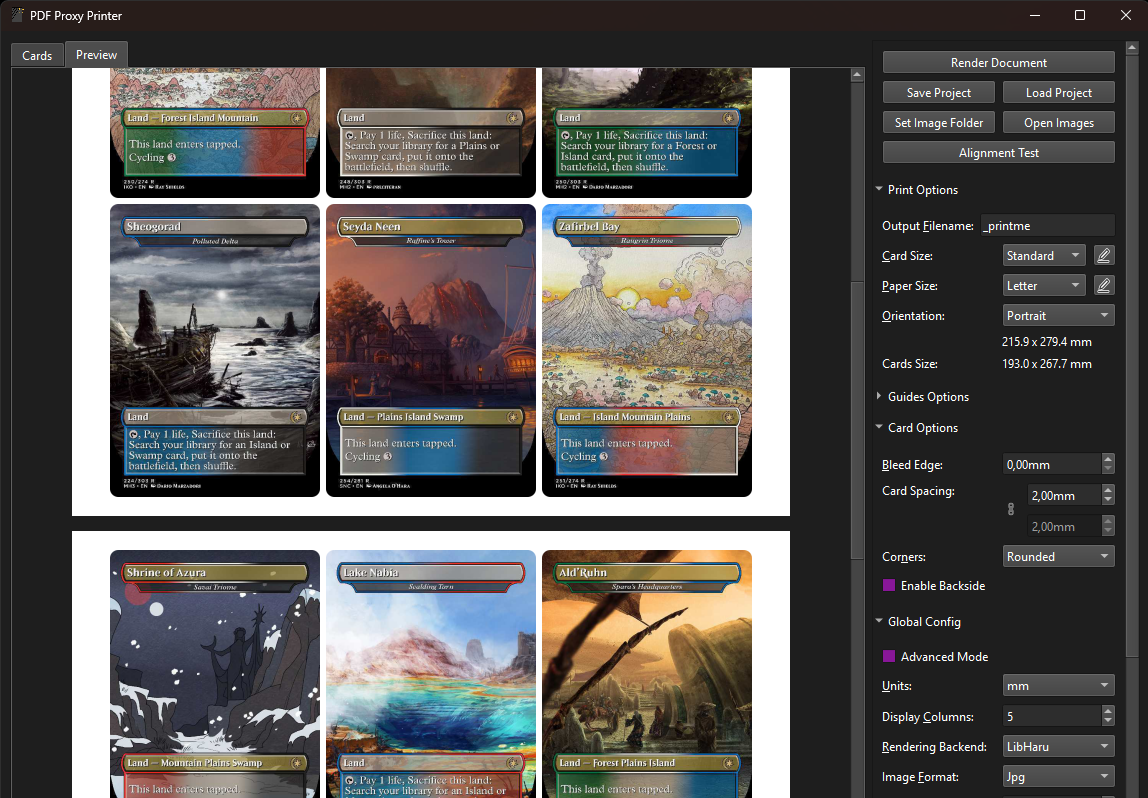 PDF Proxy Printer
Cards
Preview
Land — Forest Island Mountain
This land enters tapped.
Cycling 3
250/274 R
IKO • EN Ray Shields
Land
, Pay 1 life, Sacrifice this land:
Search your library for a Plains or
Swamp card, put it onto the
battlefield, then shuffle.
248/303 R
MH2 • EN
Land
, Pay 1 life, Sacrifice this land:
Search your library for a Forest or
Island card, put it onto the
battlefield, then shuffle.
250/303 R
MH2 • EN Dario Marzadori
Sheogorad
Polluted Delta
Land
, Pay 1 life, Sacrifice this land:
Search your library for an Island or
Swamp card, put it onto the
battlefield, then shuffle.
224/303 R
MH3 • EN Dario Marzadori
Seyda Neen
Raffine's Tower
Land — Plains Island Swamp
This land enters tapped.
Cycling 3
254/281 R
SNC • EN Angela O'Hara
Zafirbel Bay
Raugrin Triome
Land — Island Mountain Plains
This land enters tapped.
Cycling 3
251/274 R
IKO • EN Ray Shields
Shrine of Azura
Savai Triome
Land — Mountain Plains Swamp
This land enters tapped.
Lake Nabia
Scalding Tarn
Land
, Pay 1 life, Sacrifice this land:
Search your library for an Island or
Ald'Ruhn
Spara's Headquarters
Land — Forest Plains Island
This land enters tapped.
Render Document
Save Project
Load Project
Set Image Folder
Open Images
Alignment Test
Print Options
Output Filename: _printme
Card Size: Standard
Paper Size: Letter
Orientation: Portrait
215.9 x 279.4 mm
Cards Size: 193.0 x 267.7 mm
Guides Options
Card Options
Bleed Edge: 0,00mm
Card Spacing: 2,00mm
2,00mm
Corners: Rounded
Enable Backside
Global Config
Advanced Mode
Units: mm
Display Columns: 5
Rendering Backend: LibHaru
Image Format: Jpg